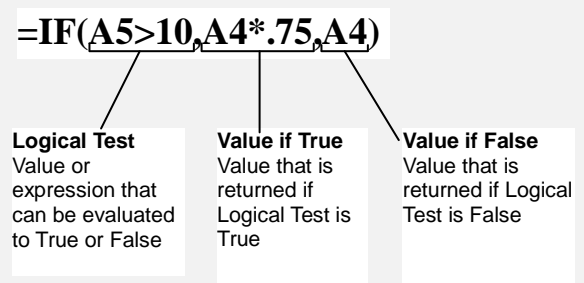 =IF(A5>10,A4*.75,A4)
Logical Test
Value or
expression that
can be evaluated
to True or False
Value if True
Value that is
returned if
Logical Test is
True
Value if False
Value that is
returned if Logical
Test is False